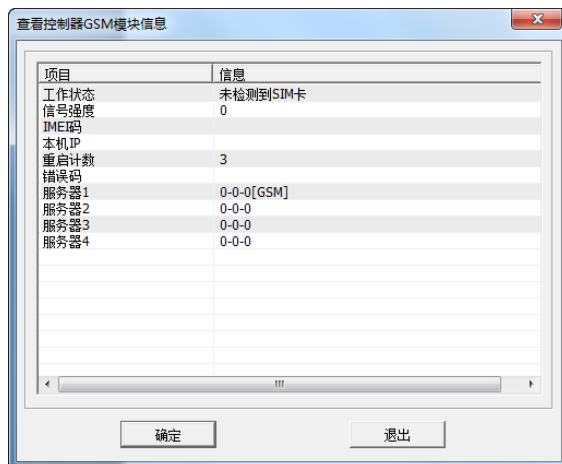 查看控制器GSM模块信息
项目 信息
工作状态 未检测到SIM卡
信号强度 0
IMEI码
本机IP
重启计数 3
错误码
服务器1 0-0-0[GSM]
服务器2 0-0-0
服务器3 0-0-0
服务器4 0-0-0
确定 退出